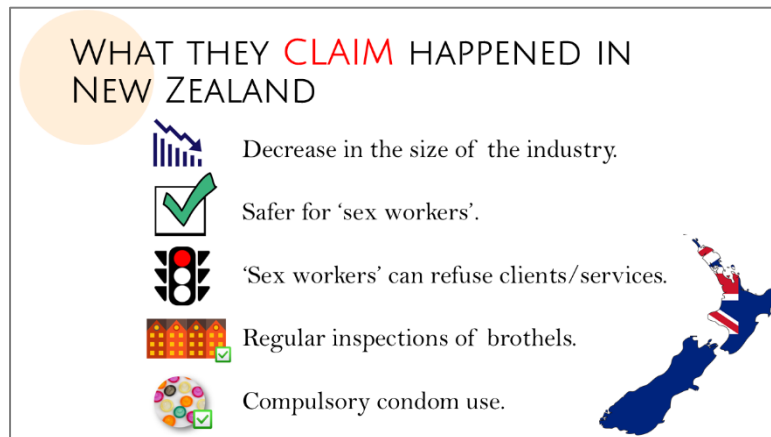 WHAT THEY CLAIM HAPPENED IN
NEW ZEALAND
Decrease in the size of the industry.
Safer for ‘sex workers’.
‘Sex workers’ can refuse clients/services.
Regular inspections of brothels.
Compulsory condom use.